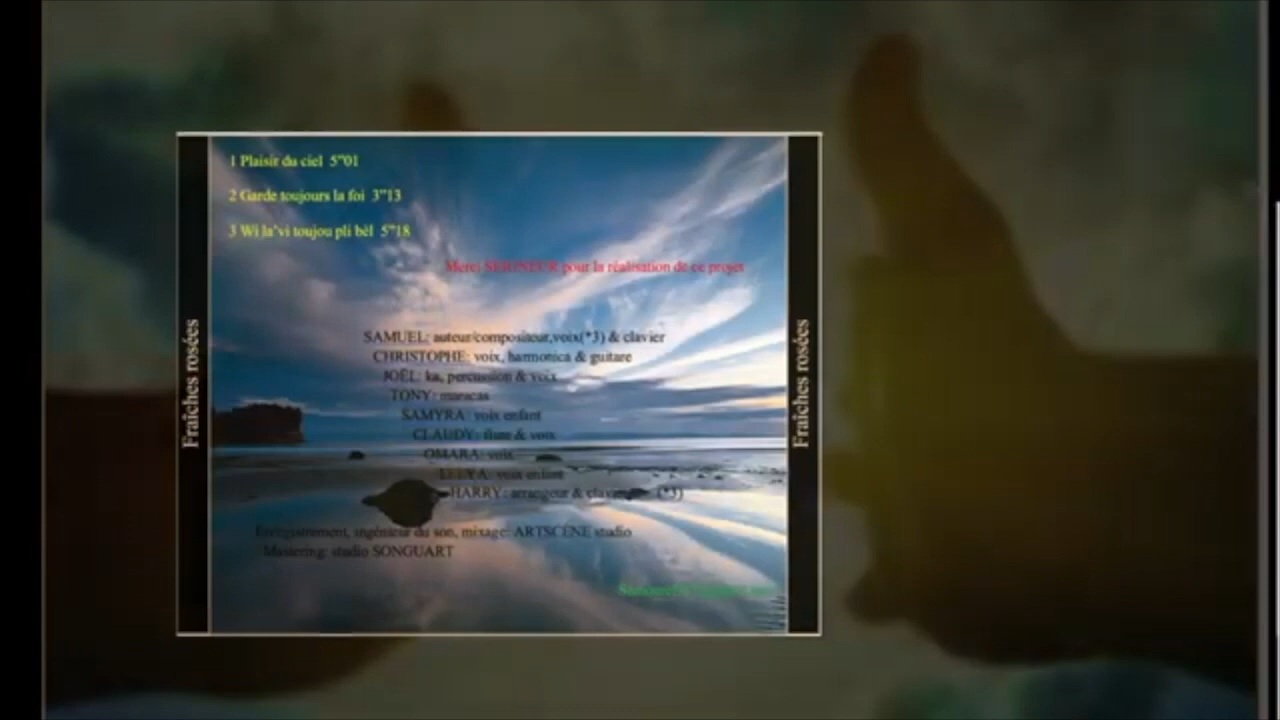 1 Plaisir du ciel 5"01
2 Garde toujours la foi 3"13
3 Wi la'vi toujou pli bèl 5"18
Merci SEIGNEUR pour la réalisation de ce projet
Fraîches rosées
SAMUEL: auteur/compositeur,voix(*3) & clavier
CHRISTOPHE: voix, harmonica & guitare
JOËL: ka, percussion & voix
TONY: maracas
SAMYRA: voix enfant
CLAUDY: flute & voix
OMARA: voix
voix enfant
HARRY: arrangeur & (*3)
Enregistrement, ingénieur du son, mixage: ARTSCENE studio
Mastering: studio SONGUART
Fraîches rosées